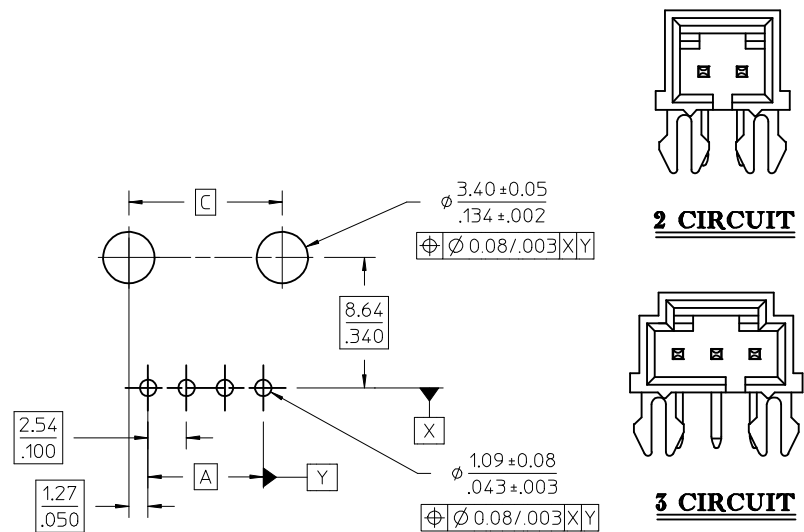 C
⌀ 3.40 ±0.05
.134 ±.002
⌖ ⌀ 0.08/.003 X Y
2 CIRCUIT
8.64
.340
X
2.54
.100
A
Y
1.27
.050
⌀ 1.09 ±0.08
.043 ±.003
⌖ ⌀ 0.08/.003 X Y
3 CIRCUIT